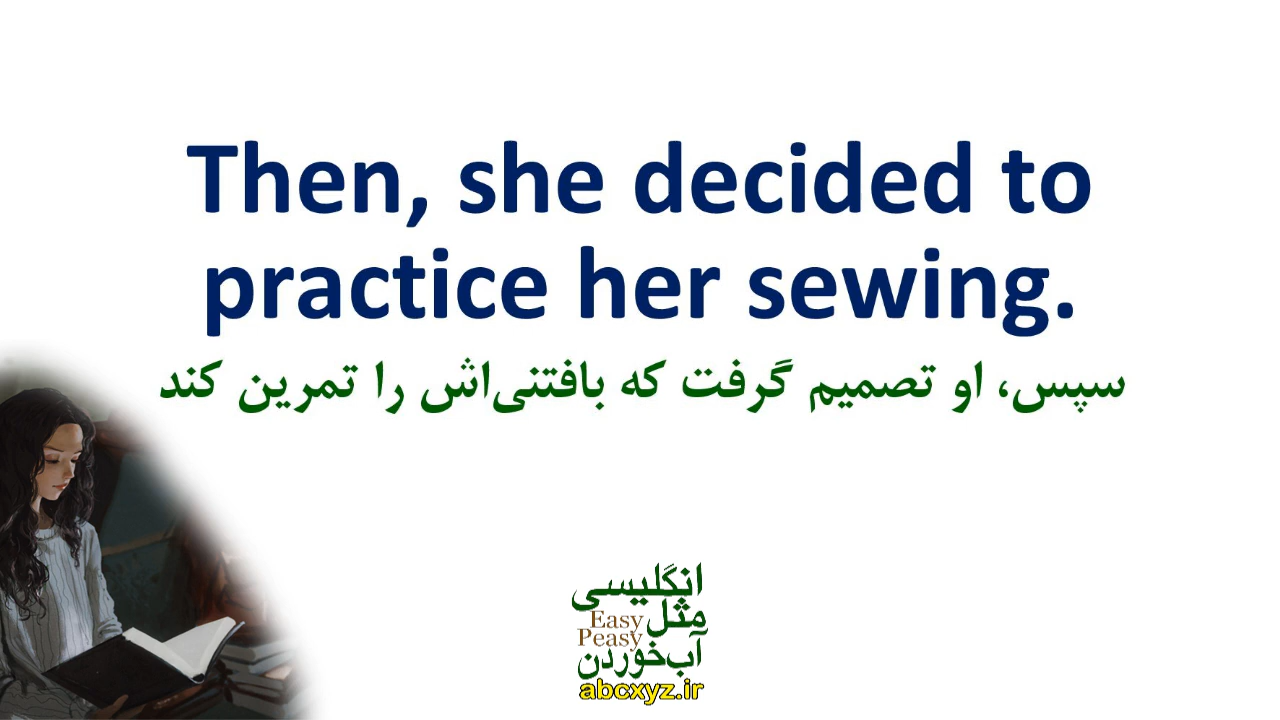 Then, she decided to
practice her sewing.
سپس، او تصمیم گرفت که بافتنی‌اش را تمرین کند
انگلیسی
مثل
Easy
Peasy
آب‌خوردن
abcxyz.ir